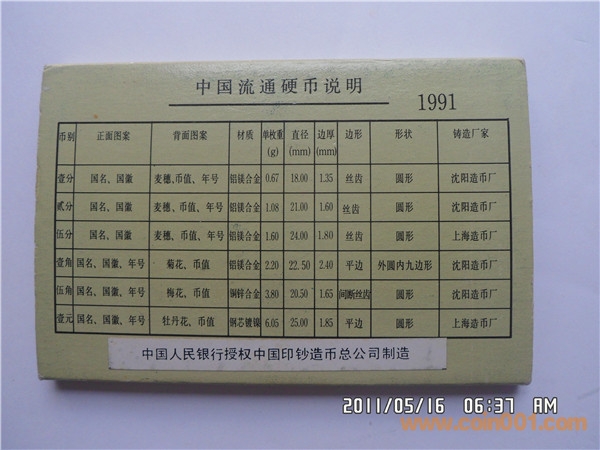 中国流通硬币说明
1991
币别 正面图案 背面图案 材质 单枚重(g) 直径(mm) 边厚(mm) 边形 形状 铸造厂家
壹分 国名、国徽 麦穗、币值、年号 铝镁合金 0.67 18.00 1.35 丝齿 圆形 沈阳造币厂
贰分 国名、国徽 麦穗、币值、年号 铝镁合金 1.08 21.00 1.60 丝齿 圆形 沈阳造币厂
伍分 国名、国徽 麦穗、币值、年号 铝镁合金 1.60 24.00 1.80 丝齿 圆形 上海造币厂
壹角 国名、国徽、年号 菊花、币值 铝镁合金 2.20 22.50 2.40 平边 外圆内九边形 沈阳造币厂
伍角 国名、国徽、年号 梅花、币值 铜锌合金 3.80 20.50 1.65 间断丝齿 圆形 沈阳造币厂
壹元 国名、国徽、年号 牡丹花、币值 钢芯镀镍 6.05 25.00 1.85 平边 圆形 上海造币厂
中国人民银行授权中国印钞造币总公司制造
2011/05/16 06:37 AM
www.coin001.com